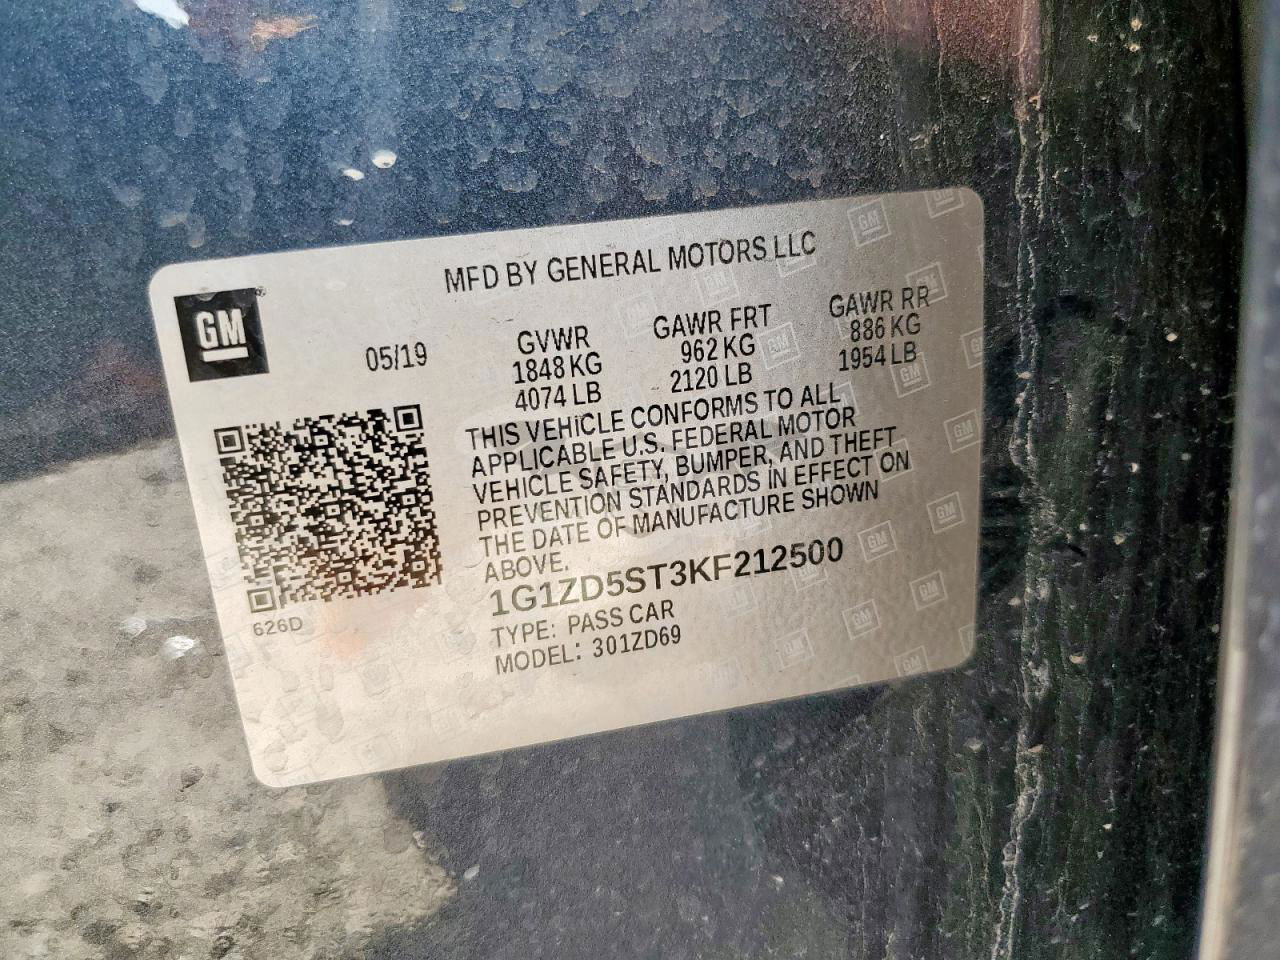 MFD BY GENERAL MOTORS LLC
GM
05/19
GVWR
1848 KG
4074 LB
GAWR FRT
962 KG
2120 LB
GAWR RR
886 KG
1954 LB
THIS VEHICLE CONFORMS TO ALL
APPLICABLE U.S. FEDERAL MOTOR
VEHICLE SAFETY, BUMPER, AND THEFT
PREVENTION STANDARDS IN EFFECT ON
THE DATE OF MANUFACTURE SHOWN
ABOVE.
1G1ZD5ST3KF212500
TYPE: PASS CAR
MODEL: 301ZD69
626D